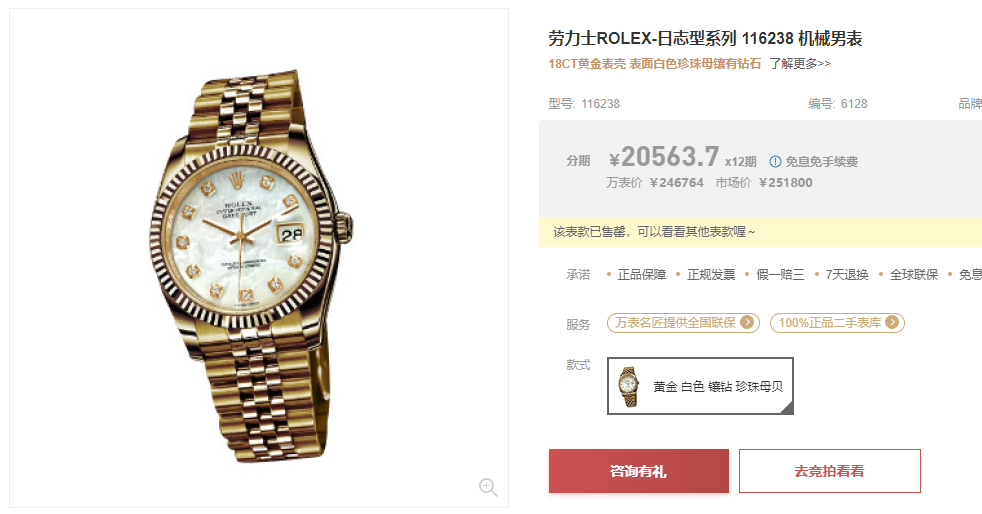 劳力士ROLEX-日志型系列 116238 机械男表
18CT黄金表壳 表面白色珍珠母镶有钻石 了解更多>>
型号: 116238 编号: 6128 品牌
分期 ¥20563.7 x12期 免息免手续费
万表价 ¥246764 市场价 ¥251800
该表款已售罄，可以看看其他表款喔～
承诺 • 正品保障 • 正规发票 • 假一赔三 • 7天退换 • 全球联保 • 免息
服务 万表名匠提供全国联保 100%正品二手表库
款式 黄金 白色 镶钻 珍珠母贝
咨询有礼 去竞拍看看
ROLEX
OYSTER PERPETUAL
DATEJUST
28